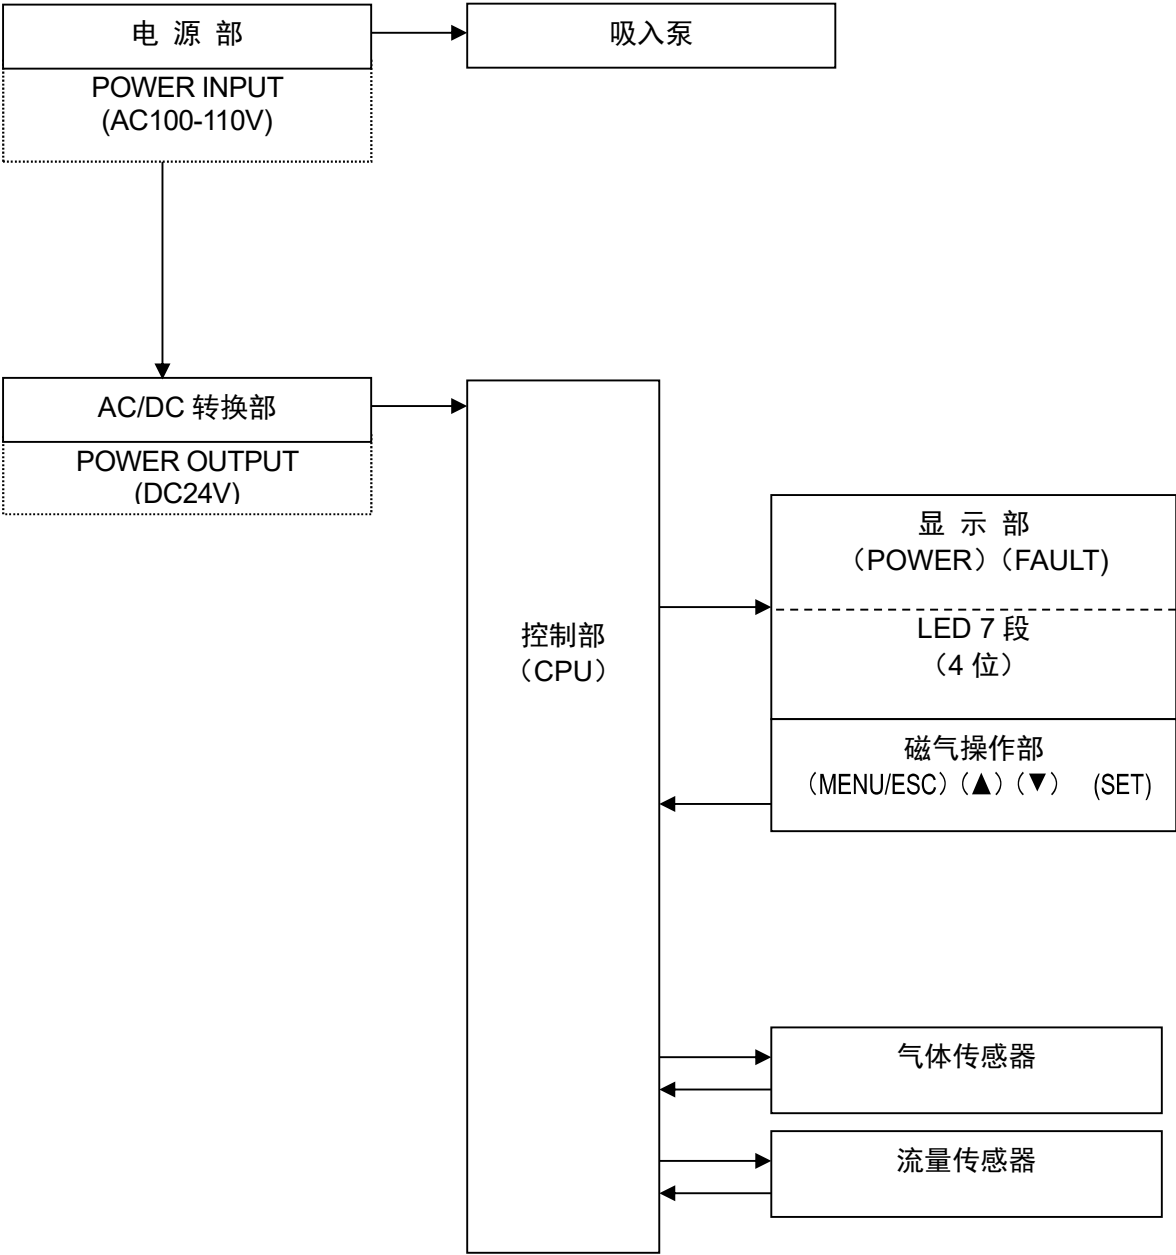 电 源 部
吸入泵
POWER INPUT
(AC100-110V)
AC/DC 转换部
POWER OUTPUT
(DC24V)
显 示 部
（POWER）（FAULT)
LED 7 段
（4 位）
控制部
（CPU）
磁气操作部
（MENU/ESC）（▲）（▼） (SET)
气体传感器
流量传感器